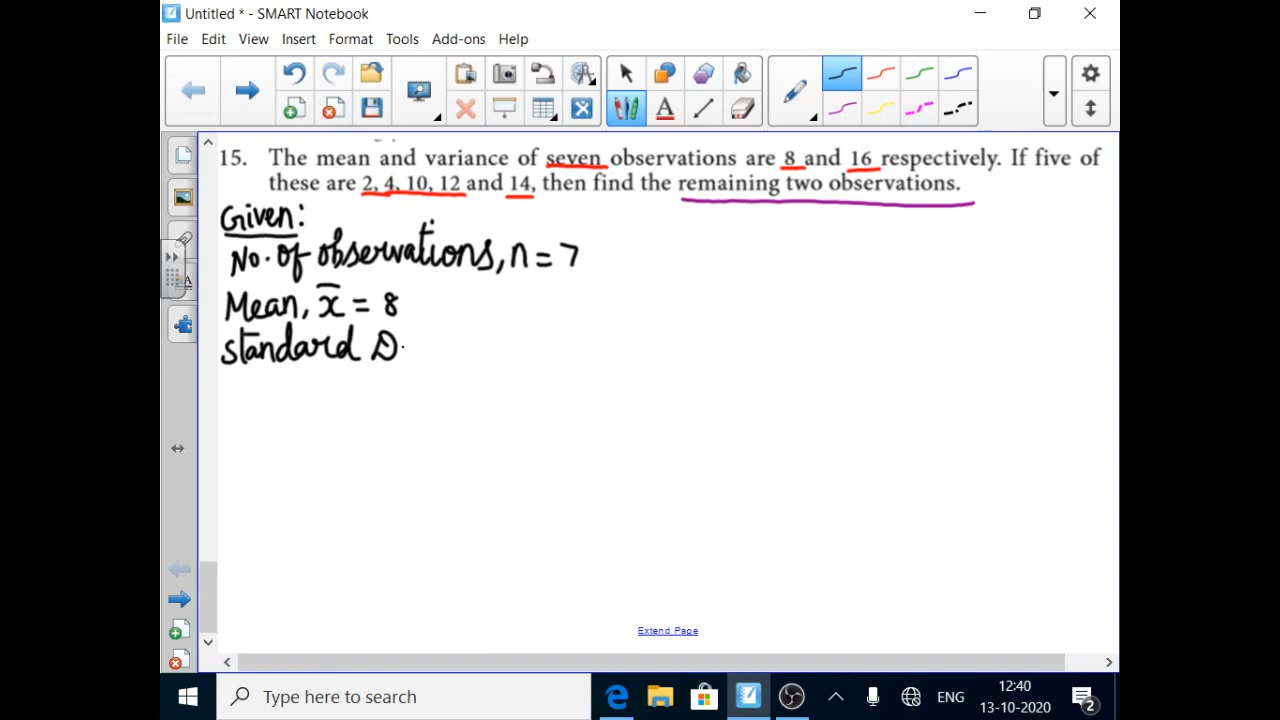 Untitled * - SMART Notebook
File Edit View Insert Format Tools Add-ons Help
15. The mean and variance of seven observations are 8 and 16 respectively. If five of
these are 2, 4, 10, 12 and 14, then find the remaining two observations.
Given:
No. of observations, n = 7
Mean, x̄ = 8
standard D
Extend Page
Type here to search
ENG
12:40
13-10-2020
2